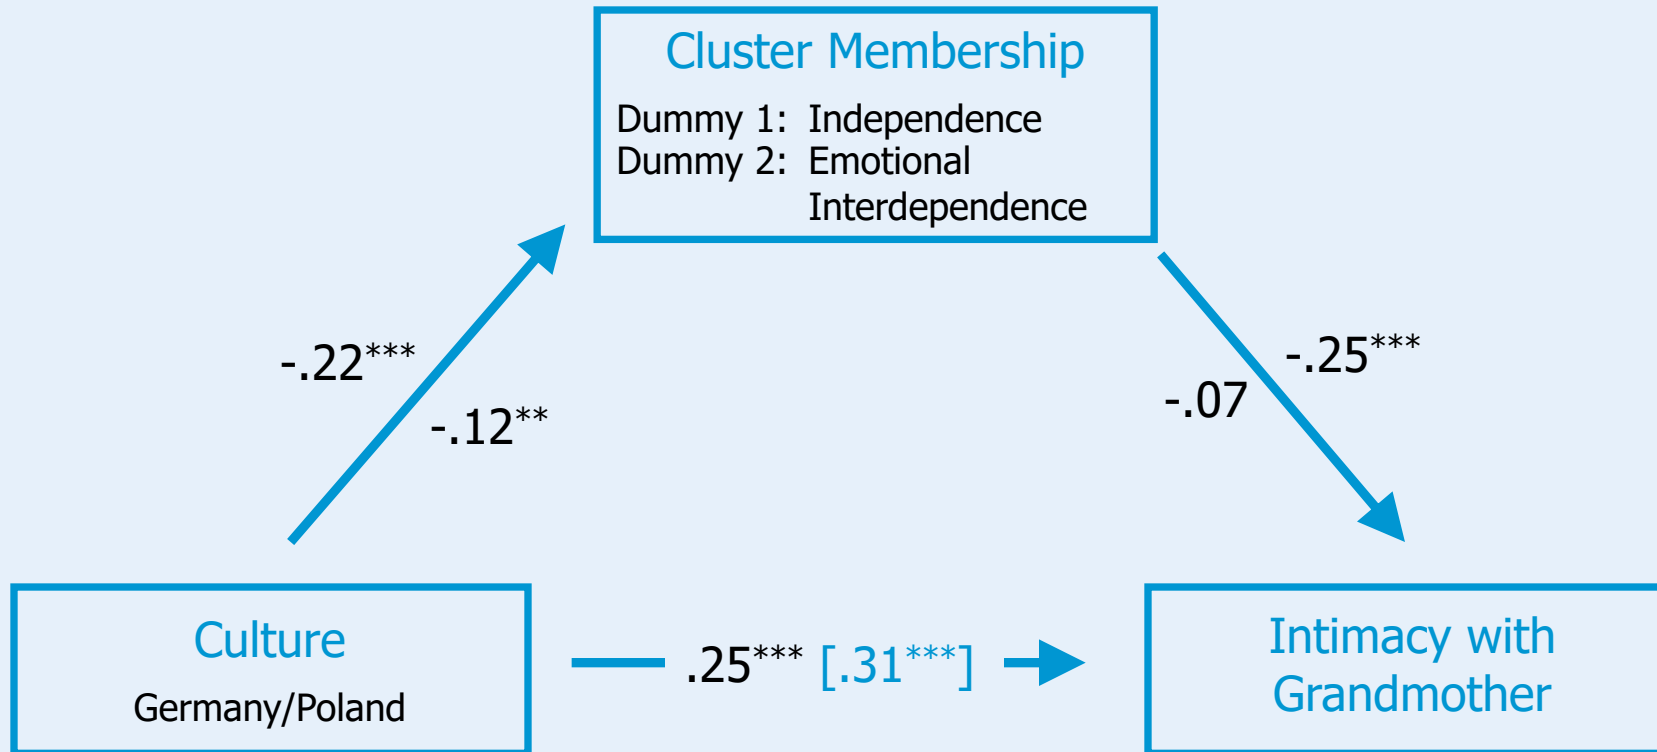 Cluster Membership
Dummy 1: Independence
Dummy 2: Emotional
Interdependence
-.22***
-.12**
-.25***
-.07
Culture
Germany/Poland
.25*** [.31***]
Intimacy with
Grandmother